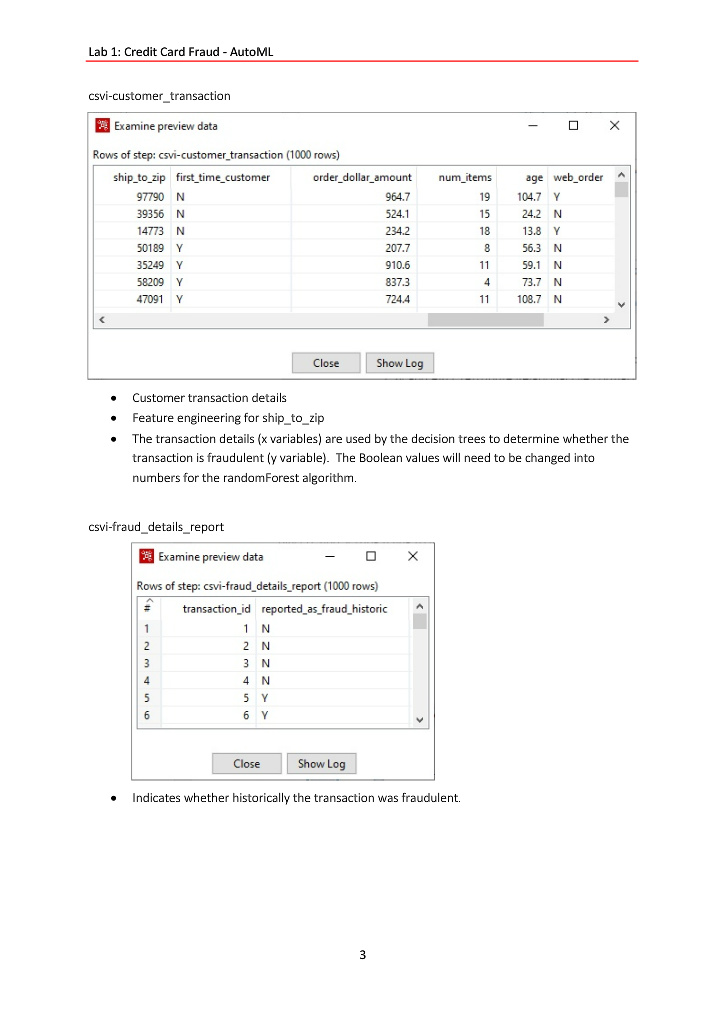 Lab 1: Credit Card Fraud - AutoML
csvi-customer_transaction
Examine preview data
Rows of step: csvi-customer_transaction (1000 rows)
ship_to_zip first_time_customer order_dollar_amount num_items age web_order
97790 N 964.7 19 104.7 Y
39356 N 524.1 15 24.2 N
14773 N 234.2 18 13.8 Y
50189 Y 207.7 8 56.3 N
35249 Y 910.6 11 59.1 N
58209 Y 837.3 4 73.7 N
47091 Y 724.4 11 108.7 N
Close Show Log
• Customer transaction details
• Feature engineering for ship_to_zip
• The transaction details (x variables) are used by the decision trees to determine whether the
transaction is fraudulent (y variable). The Boolean values will need to be changed into
numbers for the randomForest algorithm.
csvi-fraud_details_report
Examine preview data
Rows of step: csvi-fraud_details_report (1000 rows)
# transaction_id reported_as_fraud_historic
1 1 N
2 2 N
3 3 N
4 4 N
5 5 Y
6 6 Y
Close Show Log
• Indicates whether historically the transaction was fraudulent.
3